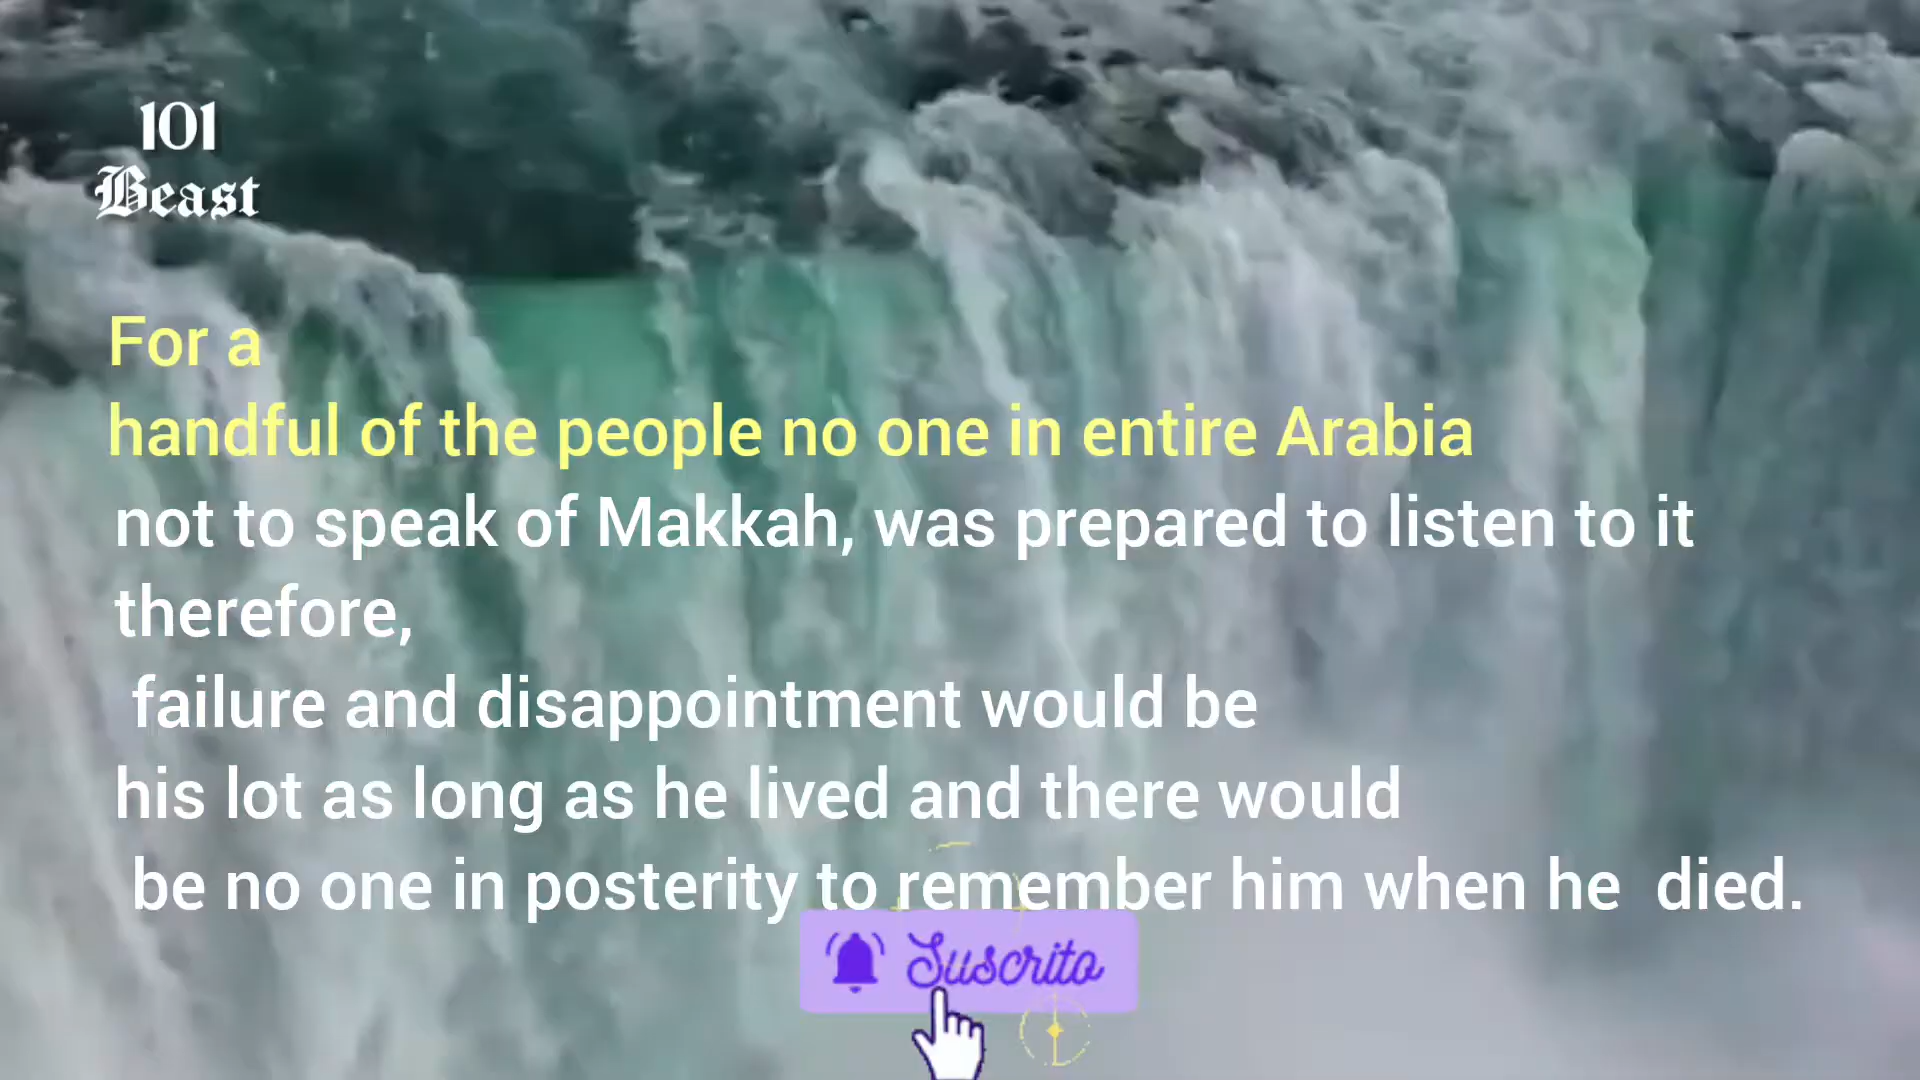 101
Beast
For a
handful of the people no one in entire Arabia
not to speak of Makkah, was prepared to listen to it
therefore,
failure and disappointment would be
his lot as long as he lived and there would
be no one in posterity to remember him when he died.
Suscrito